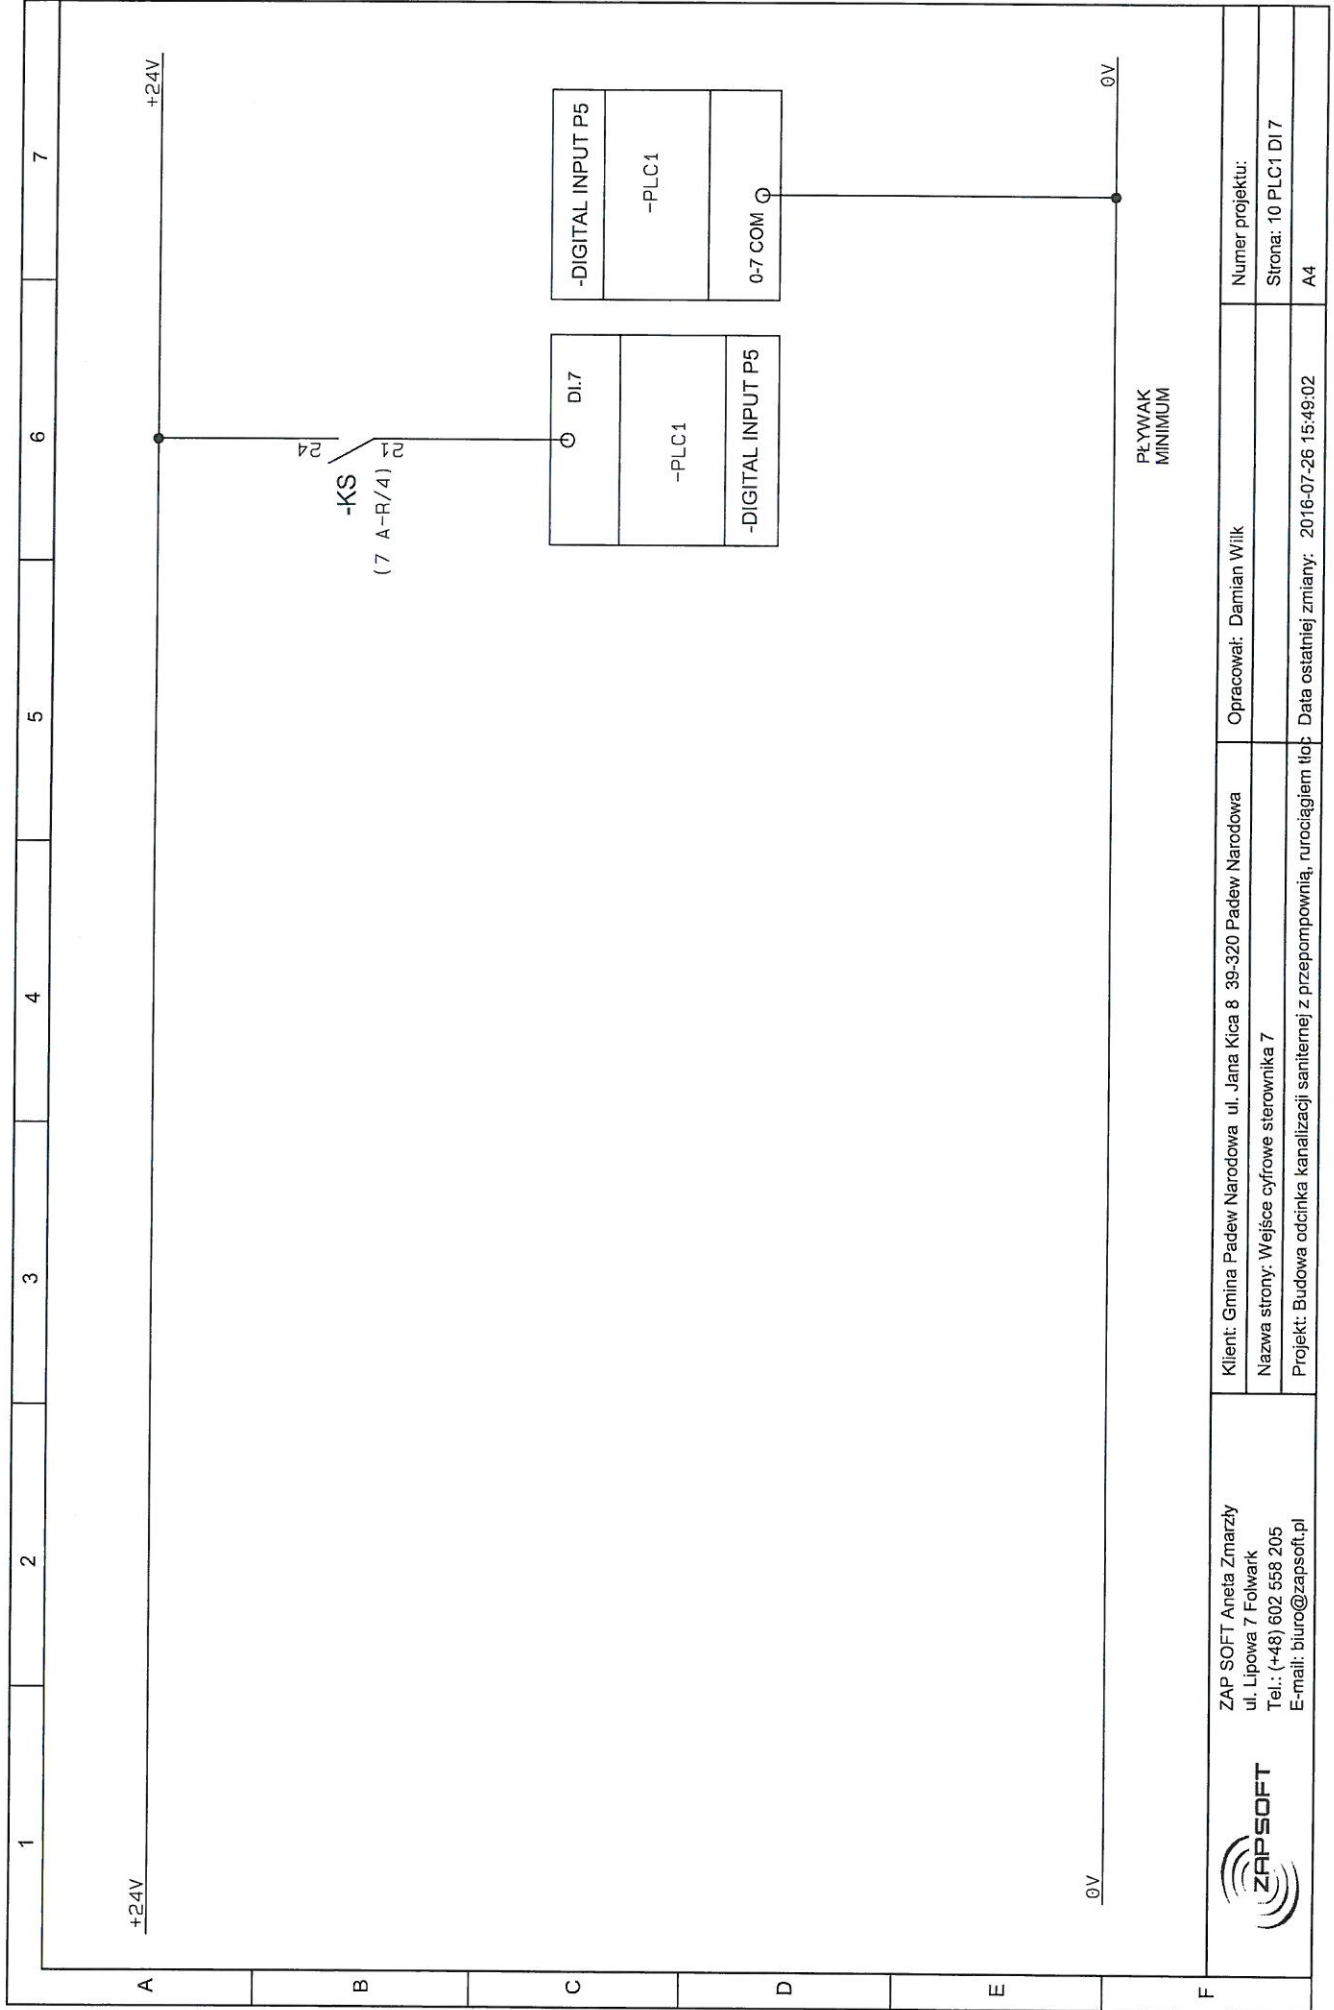 1 2 3 4 5 6 7
A
B
C
D
E
F
+24V
+24V
24
-KS
21
(7 A-R/4)
DI.7
-PLC1
-DIGITAL INPUT P5
-DIGITAL INPUT P5
-PLC1
0-7 COM
0V
0V
PŁYWAK
MINIMUM
ZAPSOFT
ZAP SOFT Aneta Zmarzły
ul. Lipowa 7 Folwark
Tel.: (+48) 602 558 205
E-mail: biuro@zapsoft.pl
Klient: Gmina Padew Narodowa ul. Jana Kica 8 39-320 Padew Narodowa
Opracował: Damian Wilk
Numer projektu:
Nazwa strony: Wejśce cyfrowe sterownika 7
Strona: 10 PLC1 DI 7
Projekt: Budowa odcinka kanalizacji saniternej z przepompownią, rurociągiem tłoc
Data ostatniej zmiany: 2016-07-26 15:49:02
A4